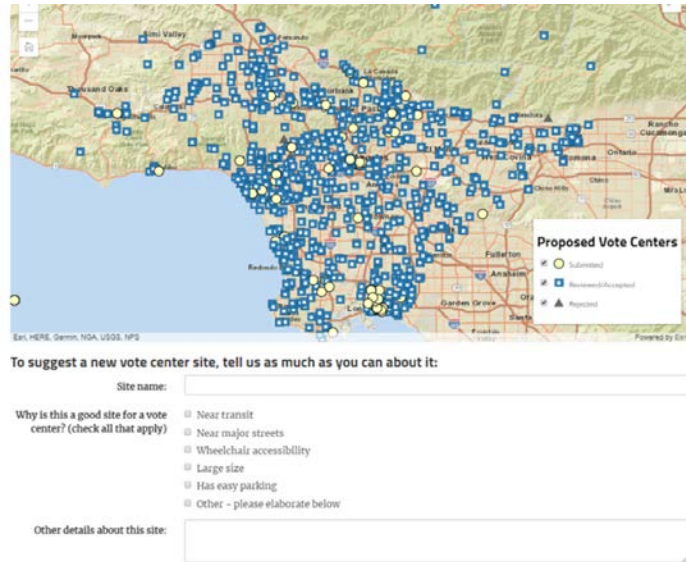 Simi Valley
La Cañada
Thousand Oaks
Rancho
Cucamonga
Ontario
Pomona
Chino
Chino Hills
Fullerton
Anaheim
Garden Grove
Redondo
Proposed Vote Centers
Submitted
Reviewed/Accepted
Rejected
Esri, HERE, Garmin, NGA, USGS, NPS
Powered by Esri
To suggest a new vote center site, tell us as much as you can about it:
Site name:
Why is this a good site for a vote
center? (check all that apply)
Near transit
Near major streets
Wheelchair accessibility
Large size
Has easy parking
Other - please elaborate below
Other details about this site: